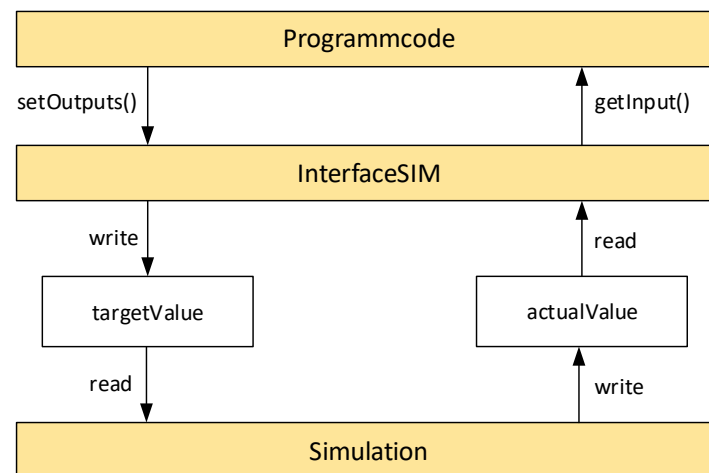 Programmcode
setOutputs()
getInput()
InterfaceSIM
write
read
targetValue
actualValue
read
write
Simulation